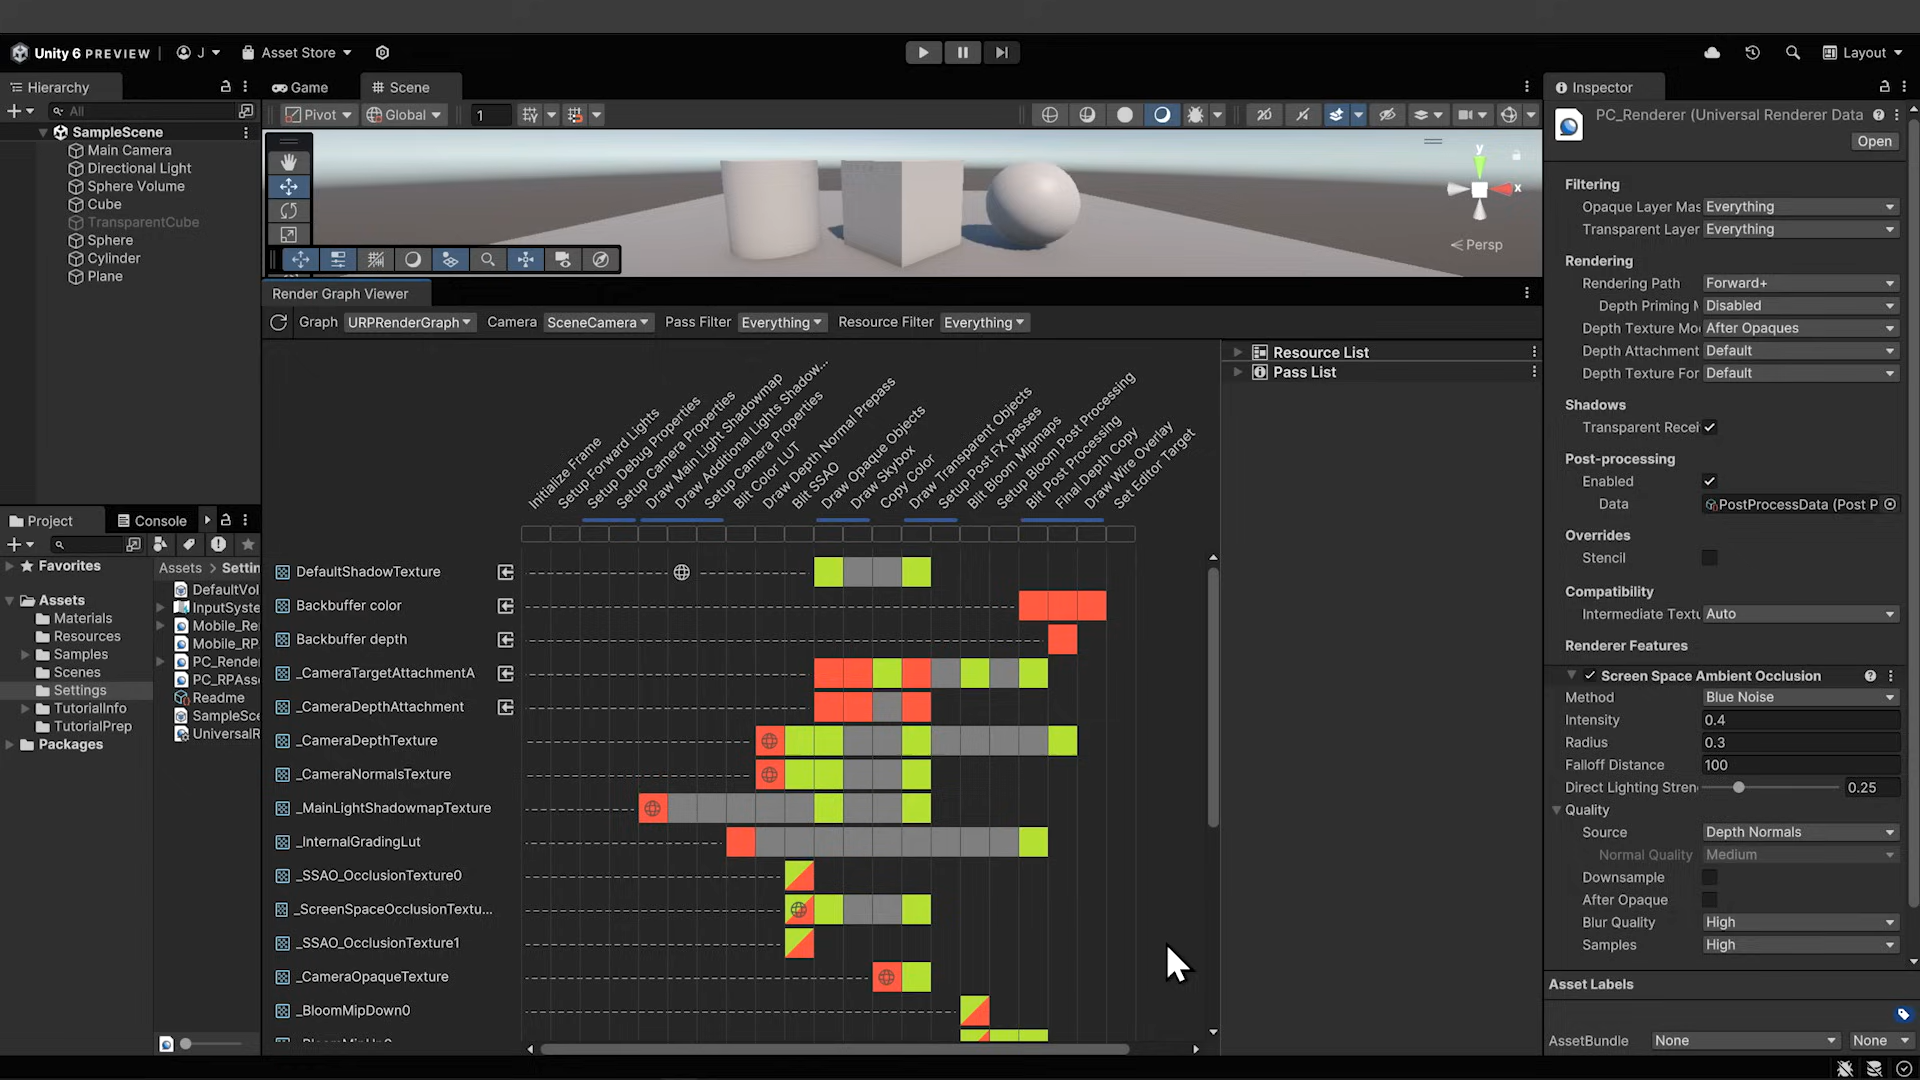 Unity 6 PREVIEW
J
Asset Store
Layout
Hierarchy
Game
Scene
Inspector
All
Pivot
Global
1
PC_Renderer (Universal Renderer Data
Open
SampleScene
Main Camera
Directional Light
Sphere Volume
Cube
TransparentCube
Sphere
Cylinder
Plane
y
x
Persp
Render Graph Viewer
Graph URPRenderGraph Camera SceneCamera Pass Filter Everything Resource Filter Everything
Resource List
Pass List
Initialize Frame
Setup Forward Lights
Setup Debug Properties
Setup Camera Properties
Draw Main Light Shadowmap
Draw Additional Lights Shadow...
Setup Camera Properties
Blit Color LUT
Draw Depth Normal Prepass
Blit SSAO
Draw Opaque Objects
Draw Skybox
Copy Color
Draw Transparent Objects
Setup Post FX passes
Blit Bloom Mipmaps
Setup Bloom Post Processing
Blit Post Processing
Final Depth Copy
Draw Wire Overlay
Set Editor Target
DefaultShadowTexture
Backbuffer color
Backbuffer depth
_CameraTargetAttachmentA
_CameraDepthAttachment
_CameraDepthTexture
_CameraNormalsTexture
_MainLightShadowmapTexture
_InternalGradingLut
_SSAO_OcclusionTexture0
_ScreenSpaceOcclusionTextu...
_SSAO_OcclusionTexture1
_CameraOpaqueTexture
_BloomMipDown0
Project
Console
Favorites
Assets
Materials
Resources
Samples
Scenes
Settings
TutorialInfo
TutorialPrep
Packages
Assets
Settin
DefaultVol
InputSyste
Mobile_Re
Mobile_RP
PC_Rende
PC_RPAss
Readme
SampleSce
UniversalR
Filtering
Opaque Layer Mas Everything
Transparent Layer Everything
Rendering
Rendering Path Forward+
Depth Priming M Disabled
Depth Texture Mo After Opaques
Depth Attachment Default
Depth Texture For Default
Shadows
Transparent Recei
Post-processing
Enabled
Data PostProcessData (Post P
Overrides
Stencil
Compatibility
Intermediate Textu Auto
Renderer Features
Screen Space Ambient Occlusion
Method Blue Noise
Intensity 0.4
Radius 0.3
Falloff Distance 100
Direct Lighting Stren 0.25
Quality
Source Depth Normals
Normal Quality Medium
Downsample
After Opaque
Blur Quality High
Samples High
Asset Labels
AssetBundle None None